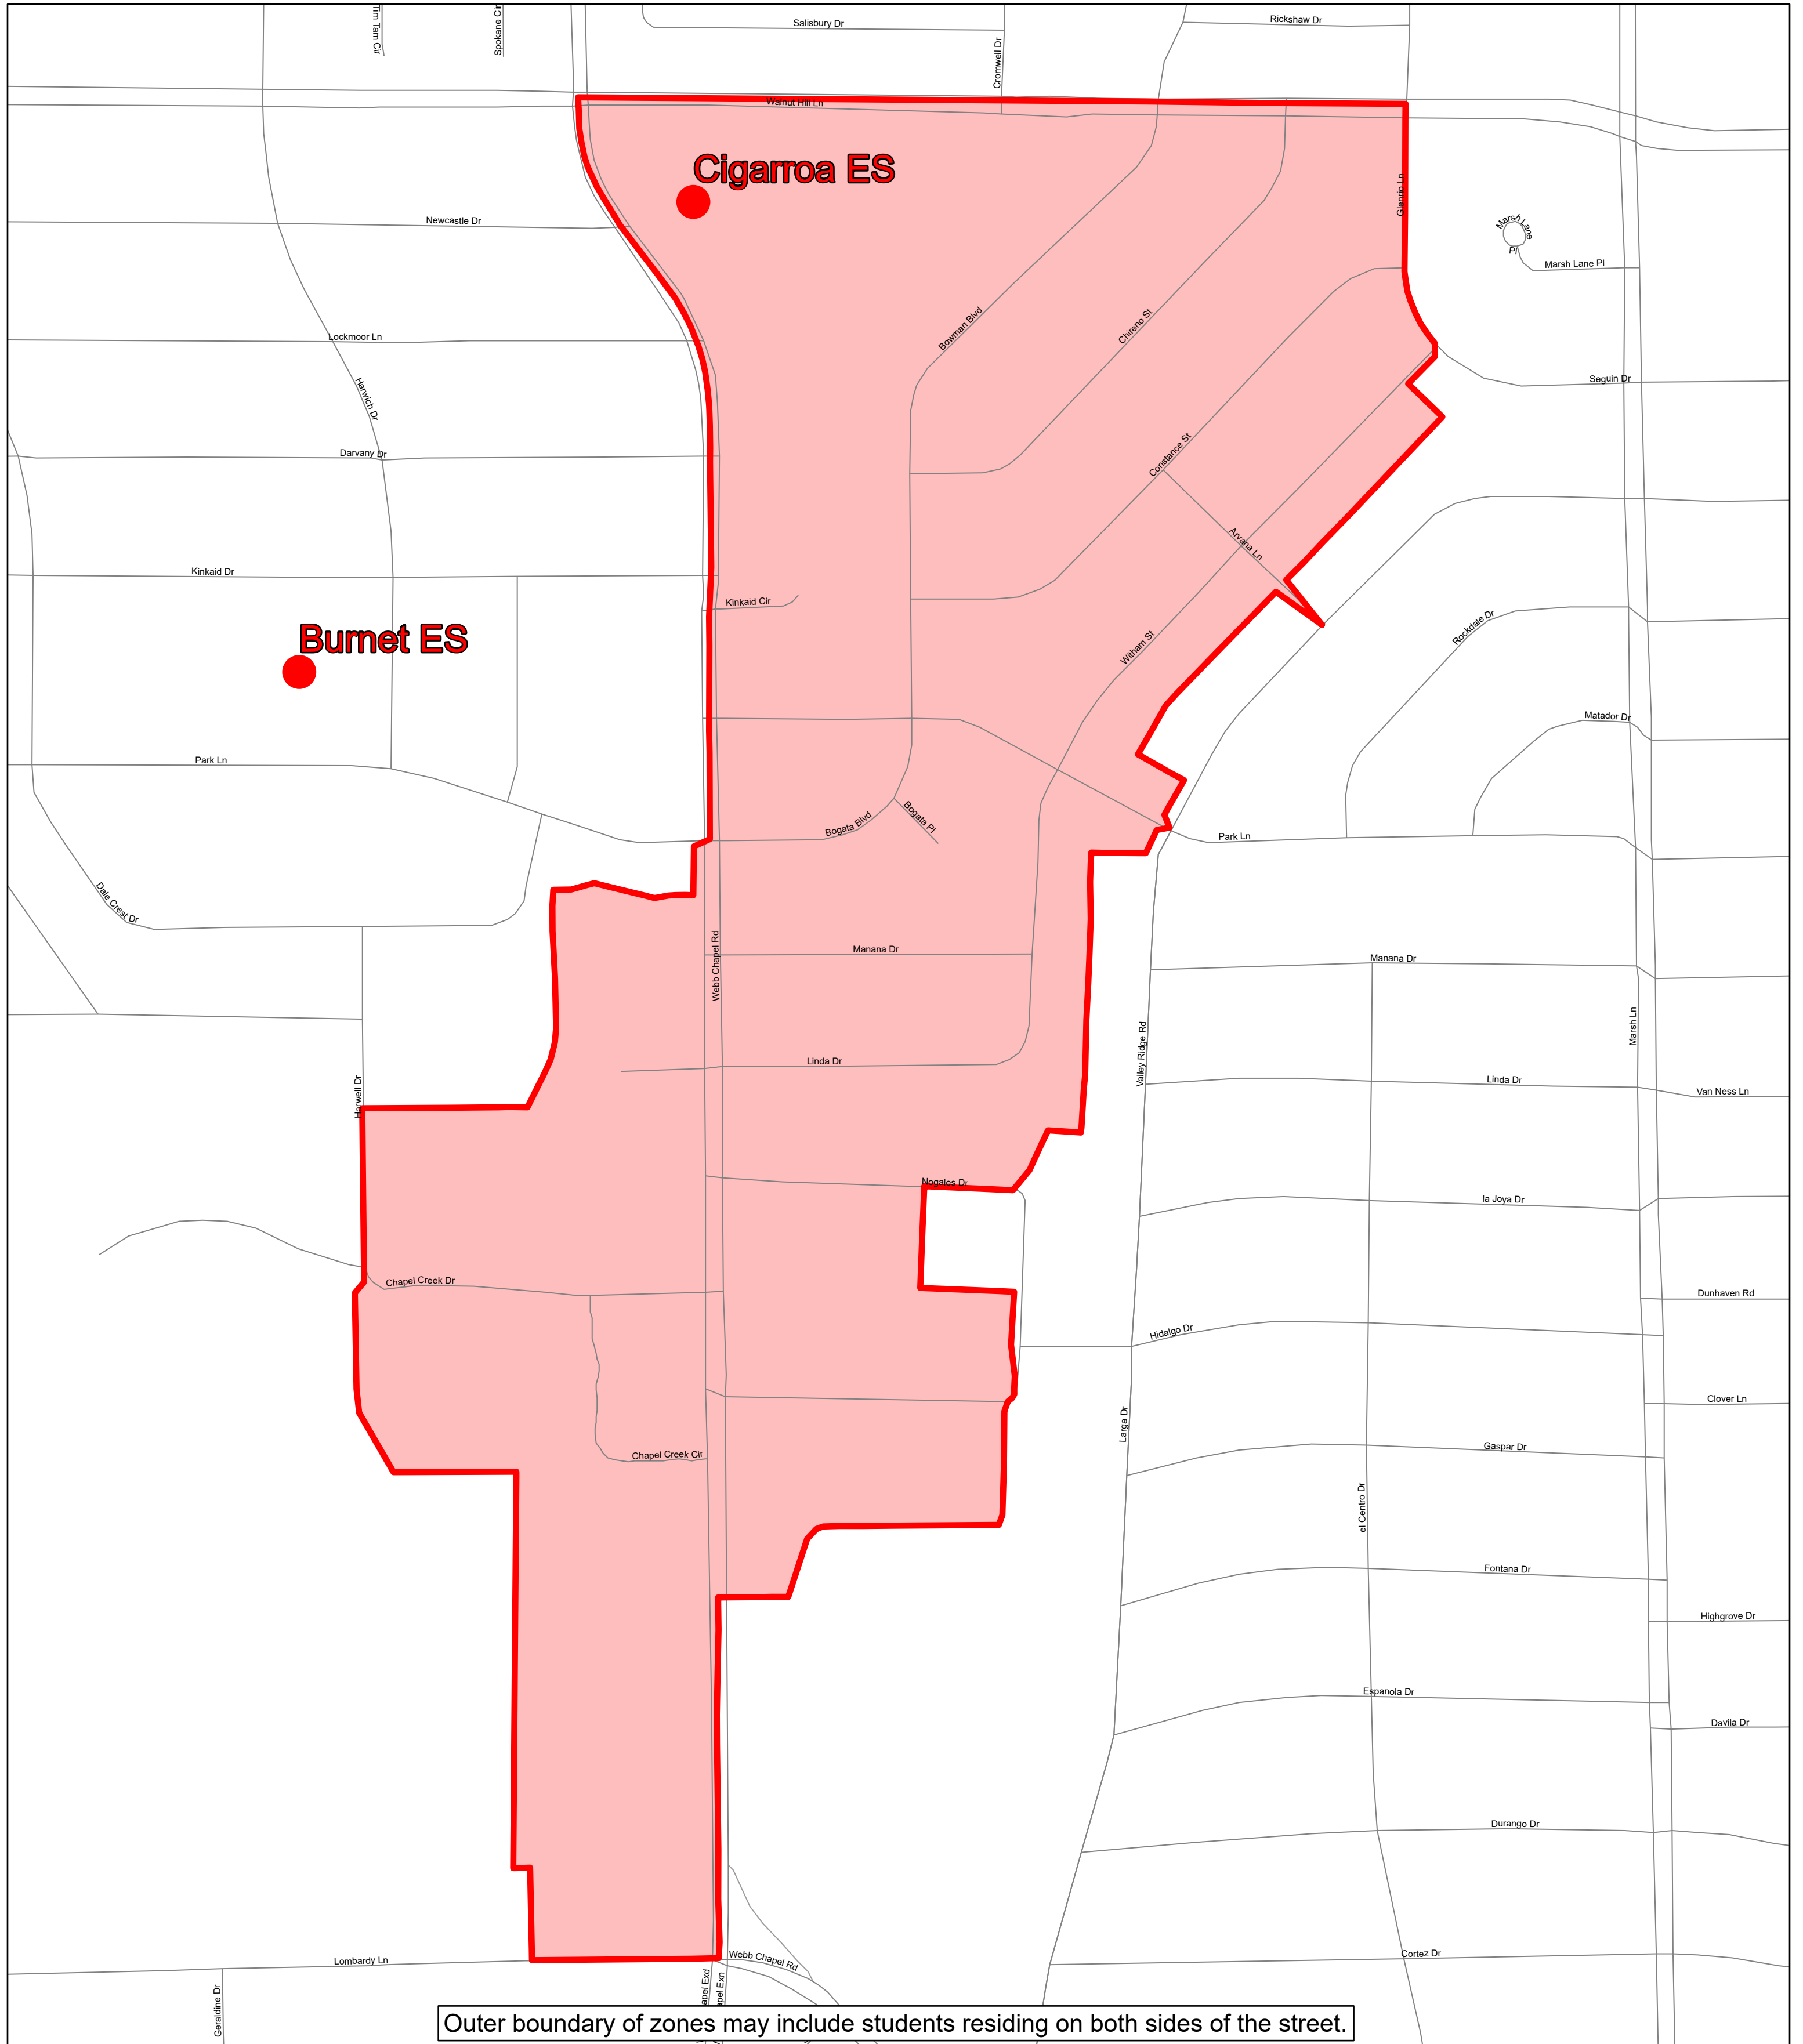 Tim Tam Cir
Spokane Cir
Salisbury Dr
Cromwell Dr
Rickshaw Dr
Walnut Hill Ln
Cigarroa ES
Glenrio Ln
Newcastle Dr
Marsh Lane
Pl
Marsh Lane Pl
Bowman Blvd
Chireno St
Lockmoor Ln
Harwich Dr
Seguin Dr
Darvany Dr
Constance St
Arvana Ln
Kinkaid Dr
Kinkaid Cir
Burnet ES
Witham St
Rockdale Dr
Matador Dr
Park Ln
Bogata Blvd
Bogata Pl
Park Ln
Dale Crest Dr
Webb Chapel Rd
Manana Dr
Manana Dr
Marsh Ln
Valley Ridge Rd
Linda Dr
Linda Dr
Van Ness Ln
Harwell Dr
Nogales Dr
la Joya Dr
Chapel Creek Dr
Dunhaven Rd
Hidalgo Dr
Clover Ln
Larga Dr
Chapel Creek Cir
Gaspar Dr
el Centro Dr
Fontana Dr
Highgrove Dr
Espanola Dr
Davila Dr
Durango Dr
Lombardy Ln
Webb Chapel Rd
Cortez Dr
Geraldine Dr
apel Exd
apel Exn
Outer boundary of zones may include students residing on both sides of the street.